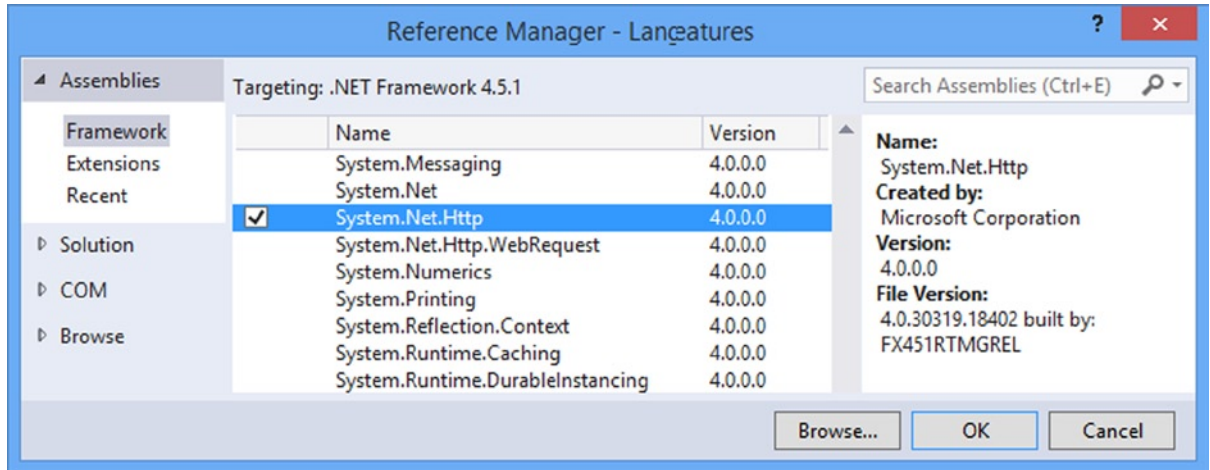 Reference Manager - Langeatures
?
×
Assemblies
Framework
Extensions
Recent
Solution
COM
Browse
Targeting: .NET Framework 4.5.1
Name Version
System.Messaging 4.0.0.0
System.Net 4.0.0.0
System.Net.Http 4.0.0.0
System.Net.Http.WebRequest 4.0.0.0
System.Numerics 4.0.0.0
System.Printing 4.0.0.0
System.Reflection.Context 4.0.0.0
System.Runtime.Caching 4.0.0.0
System.Runtime.DurableInstancing 4.0.0.0
Search Assemblies (Ctrl+E)
Name:
System.Net.Http
Created by:
Microsoft Corporation
Version:
4.0.0.0
File Version:
4.0.30319.18402 built by:
FX451RTMGREL
Browse... OK Cancel